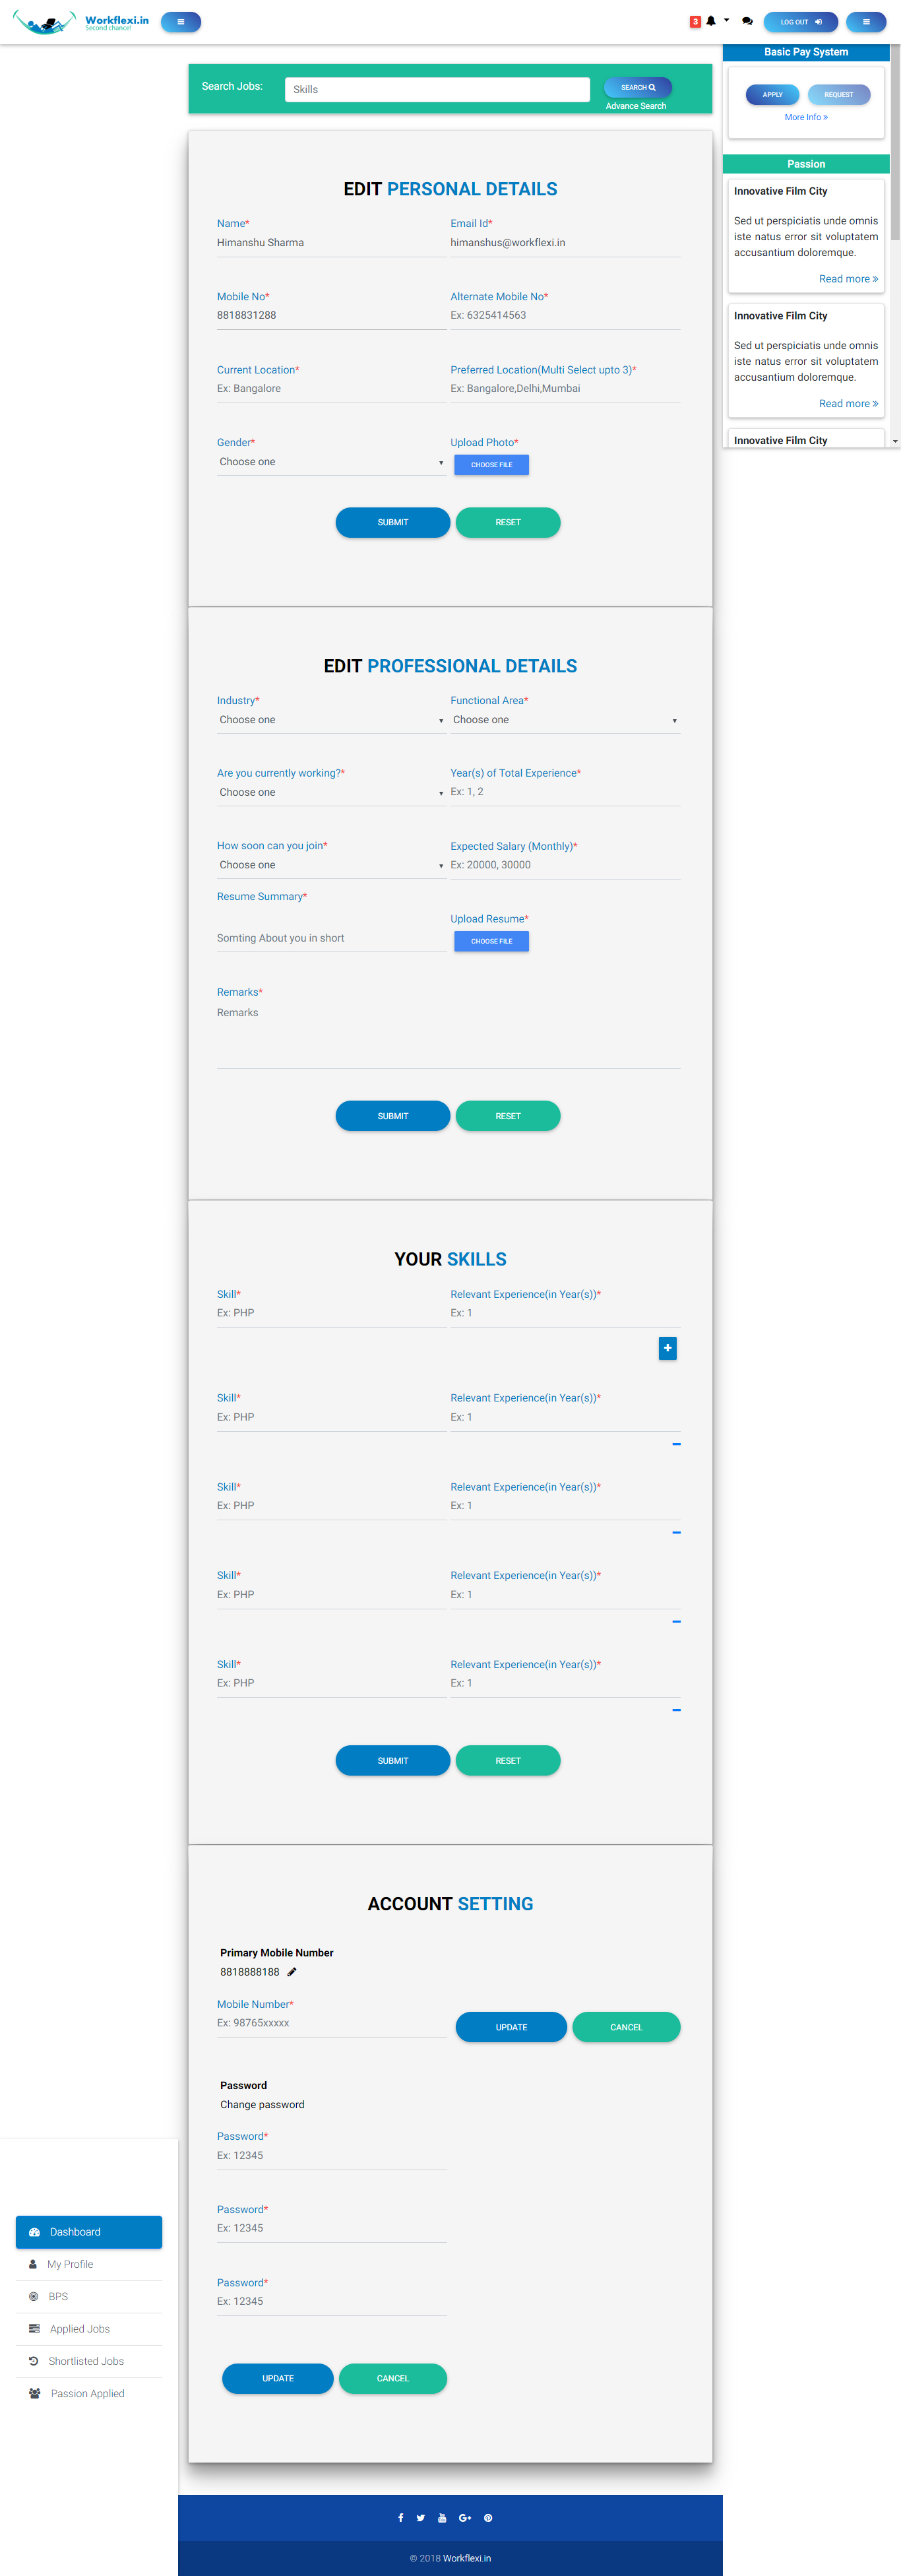 Workflexi.in
Second chance!
3
LOG OUT
Search Jobs:
Skills
SEARCH
Advance Search
Basic Pay System
APPLY
REQUEST
More Info »
Passion
Innovative Film City
Sed ut perspiciatis unde omnis
iste natus error sit voluptatem
accusantium doloremque.
Read more »
Innovative Film City
Sed ut perspiciatis unde omnis
iste natus error sit voluptatem
accusantium doloremque.
Read more »
Innovative Film City
EDIT PERSONAL DETAILS
Name* Email Id*
Himanshu Sharma himanshus@workflexi.in
Mobile No* Alternate Mobile No*
8818831288 Ex: 6325414563
Current Location* Preferred Location(Multi Select upto 3)*
Ex: Bangalore Ex: Bangalore,Delhi,Mumbai
Gender* Upload Photo*
Choose one CHOOSE FILE
SUBMIT RESET
EDIT PROFESSIONAL DETAILS
Industry* Functional Area*
Choose one Choose one
Are you currently working?* Year(s) of Total Experience*
Choose one Ex: 1, 2
How soon can you join* Expected Salary (Monthly)*
Choose one Ex: 20000, 30000
Resume Summary*
Upload Resume*
Somting About you in short CHOOSE FILE
Remarks*
Remarks
SUBMIT RESET
YOUR SKILLS
Skill* Relevant Experience(in Year(s))*
Ex: PHP Ex: 1
Skill* Relevant Experience(in Year(s))*
Ex: PHP Ex: 1
Skill* Relevant Experience(in Year(s))*
Ex: PHP Ex: 1
Skill* Relevant Experience(in Year(s))*
Ex: PHP Ex: 1
Skill* Relevant Experience(in Year(s))*
Ex: PHP Ex: 1
SUBMIT RESET
ACCOUNT SETTING
Primary Mobile Number
8818888188
Mobile Number*
Ex: 98765xxxxx
UPDATE CANCEL
Password
Change password
Password*
Ex: 12345
Password*
Ex: 12345
Password*
Ex: 12345
UPDATE CANCEL
Dashboard
My Profile
BPS
Applied Jobs
Shortlisted Jobs
Passion Applied
© 2018 Workflexi.in